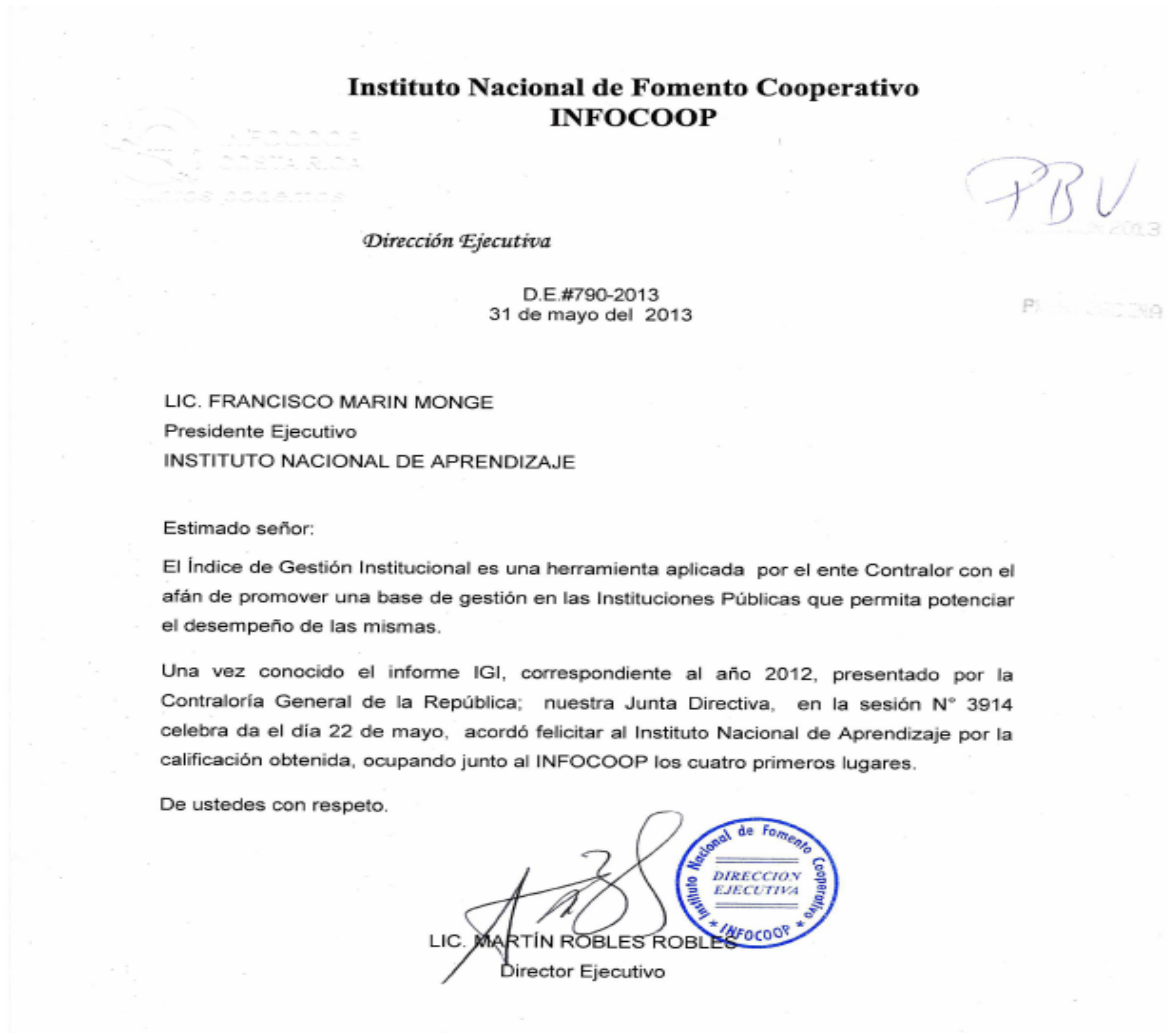 Instituto Nacional de Fomento Cooperativo
INFOCOOP
INFOCOOP
COSTA RICA
podemos
PBV
2013
Dirección Ejecutiva
D.E.#790-2013
31 de mayo del 2013
LIC. FRANCISCO MARIN MONGE
Presidente Ejecutivo
INSTITUTO NACIONAL DE APRENDIZAJE
Estimado señor:
El Índice de Gestión Institucional es una herramienta aplicada por el ente Contralor con el
afán de promover una base de gestión en las Instituciones Públicas que permita potenciar
el desempeño de las mismas.
Una vez conocido el informe IGI, correspondiente al año 2012, presentado por la
Contraloría General de la República; nuestra Junta Directiva, en la sesión N° 3914
celebra da el día 22 de mayo, acordó felicitar al Instituto Nacional de Aprendizaje por la
calificación obtenida, ocupando junto al INFOCOOP los cuatro primeros lugares.
De ustedes con respeto.
Instituto Nacional de Fomento Cooperativo
DIRECCION
EJECUTIVA
* INFOCOOP *
LIC. MARTÍN ROBLES ROBLES
Director Ejecutivo